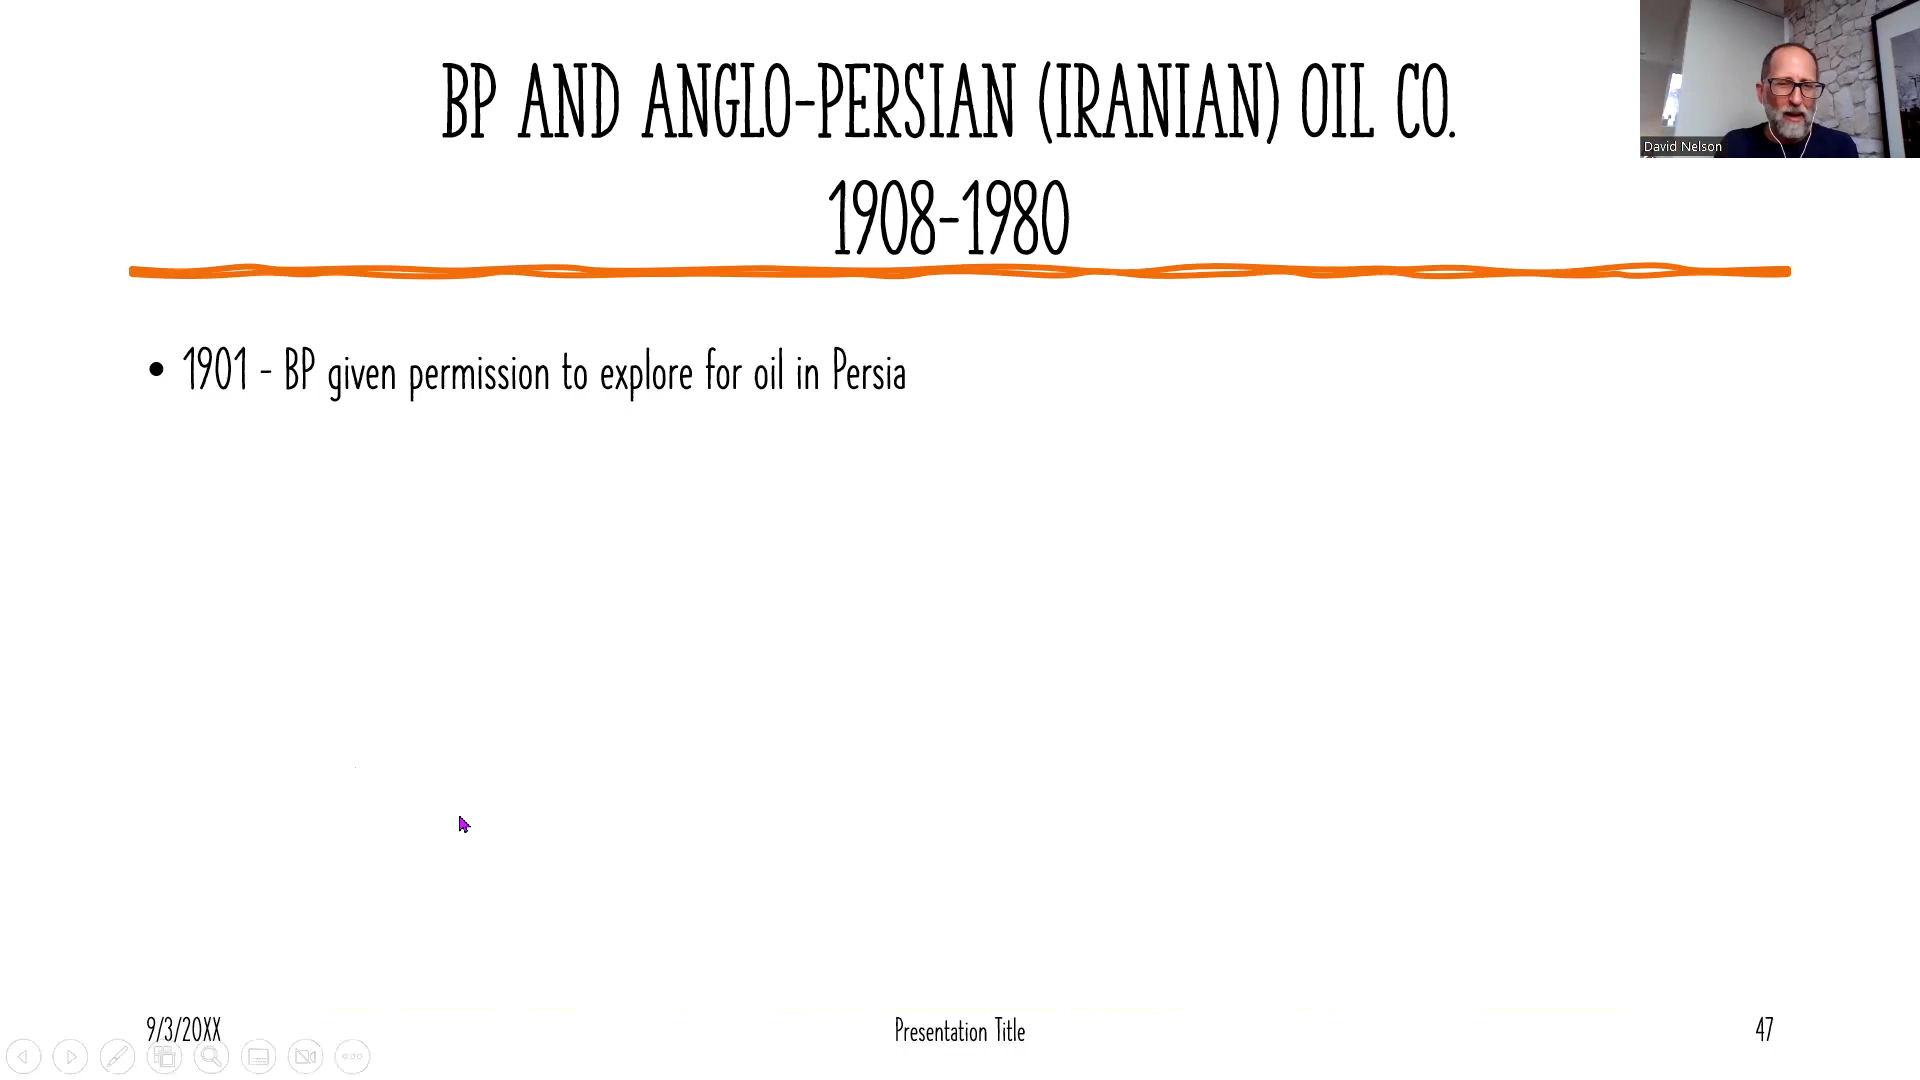 BP AND ANGLO-PERSIAN (IRANIAN) OIL CO.
1908-1980
David Nelson
• 1901 - BP given permission to explore for oil in Persia
9/3/20XX
Presentation Title
47